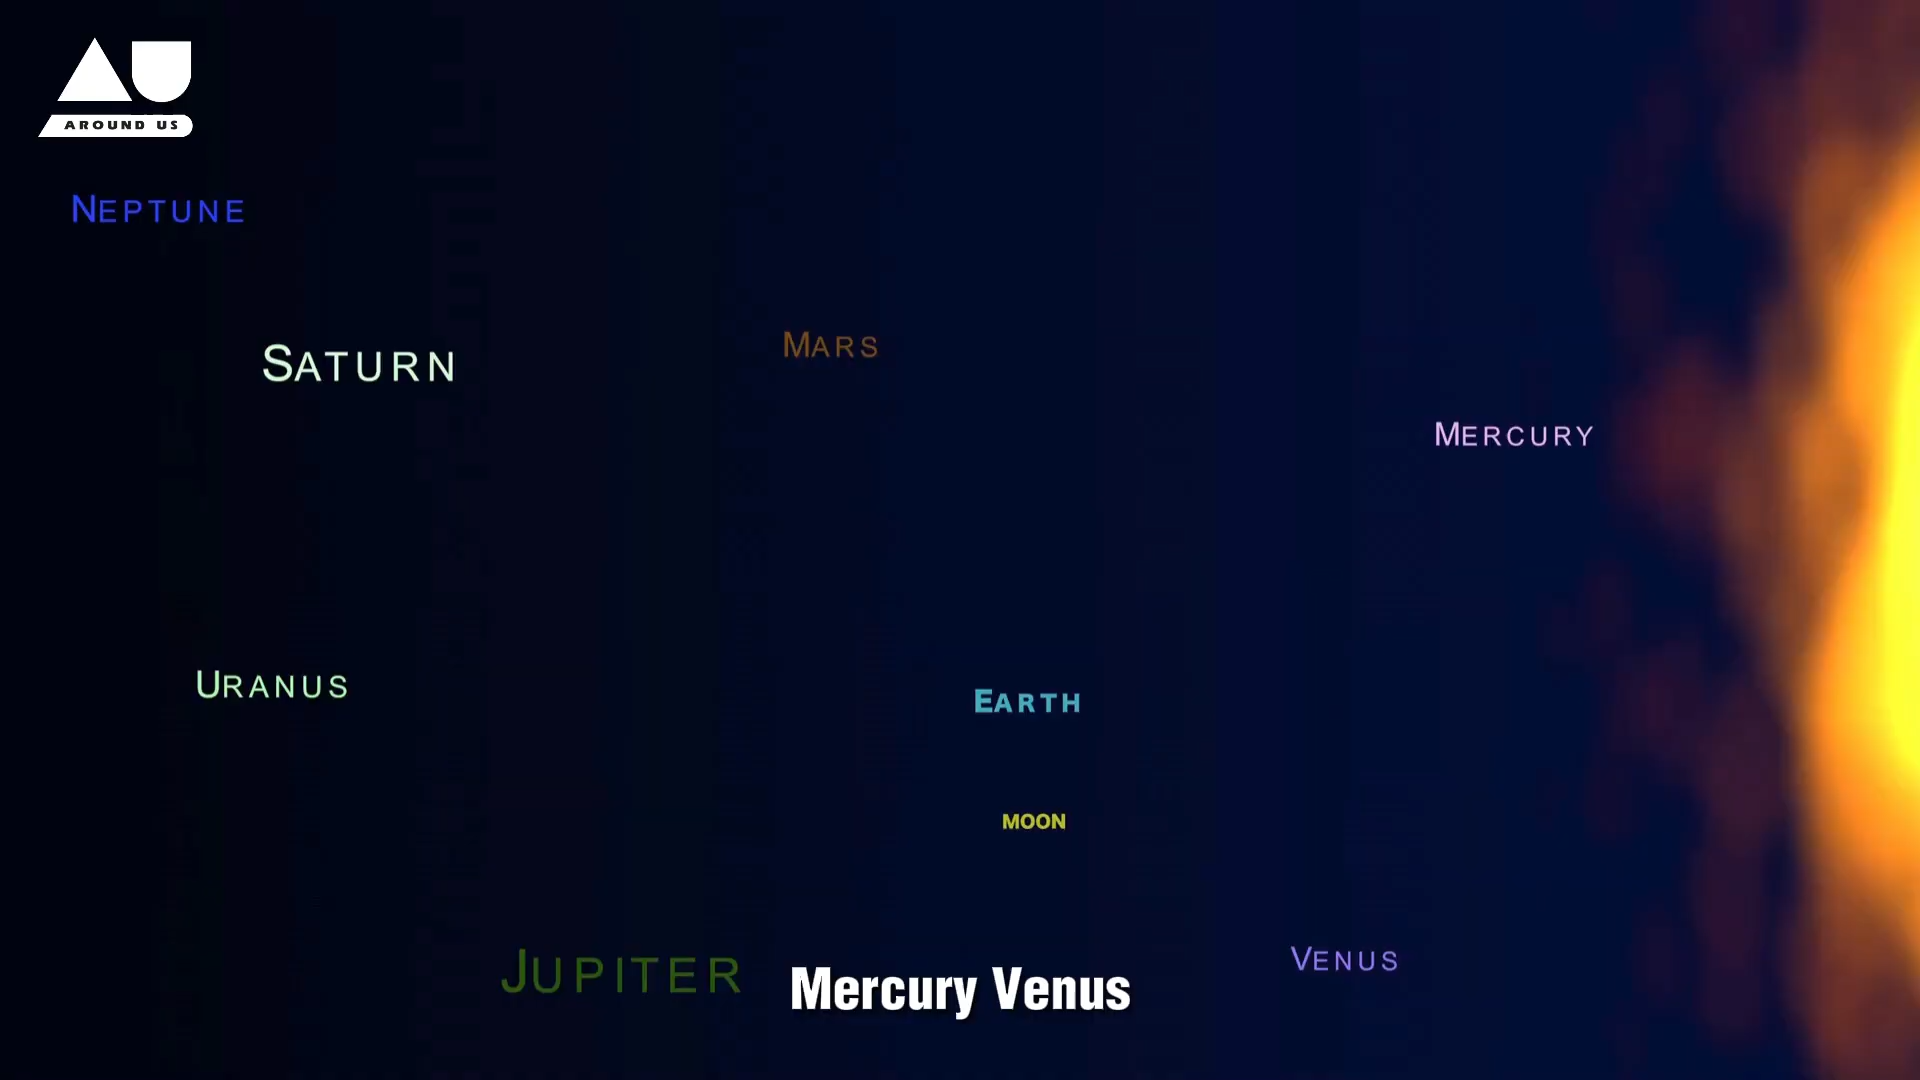 AROUND US
NEPTUNE
SATURN
MARS
MERCURY
URANUS
EARTH
MOON
JUPITER
VENUS
Mercury Venus